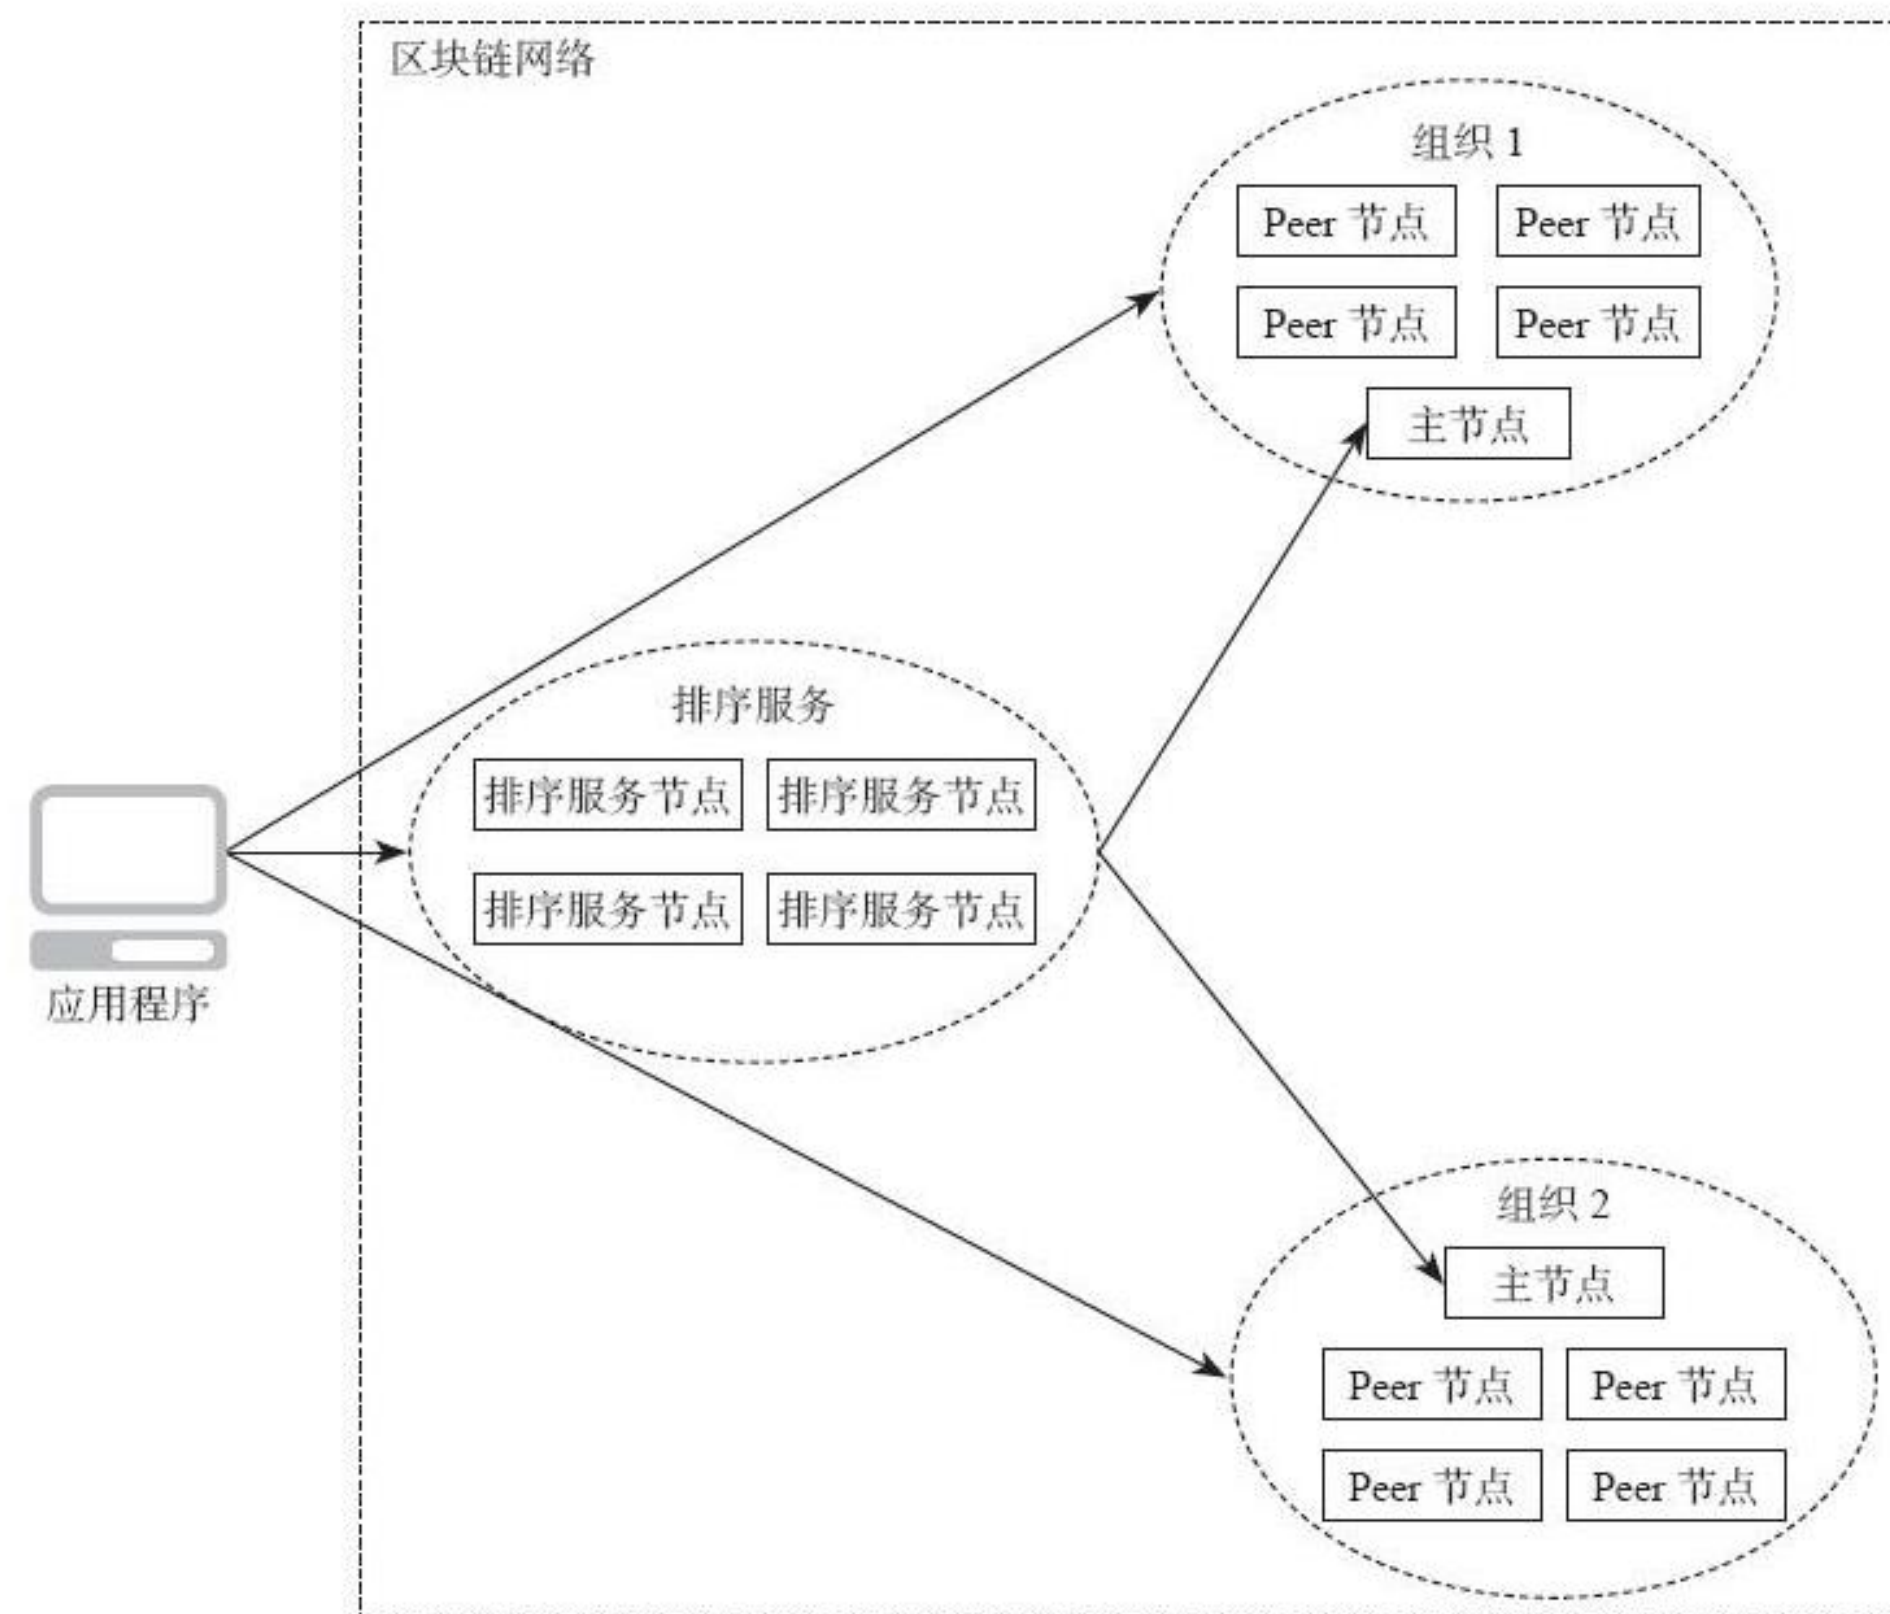 区块链网络
组织 1
Peer 节点 Peer 节点
Peer 节点 Peer 节点
主节点
排序服务
排序服务节点 排序服务节点
排序服务节点 排序服务节点
应用程序
组织 2
主节点
Peer 节点 Peer 节点
Peer 节点 Peer 节点